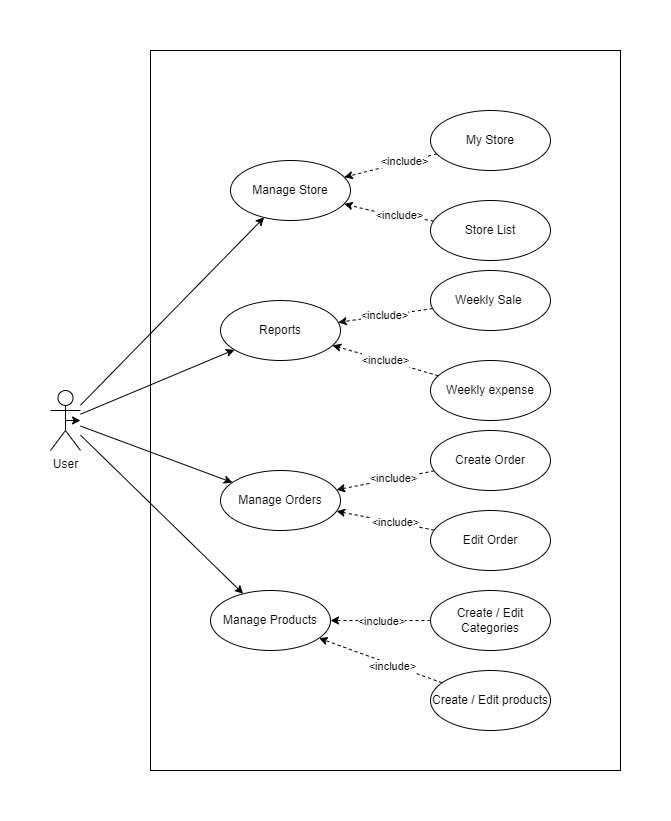 My Store
<include>
Manage Store
<include>
Store List
Weekly Sale
<include>
Reports
<include>
Weekly expense
User
Create Order
<include>
Manage Orders
<include>
Edit Order
Create / Edit
Categories
Manage Products
<include>
<include>
Create / Edit products